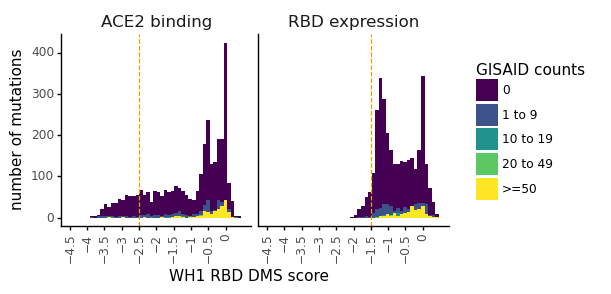 ACE2 binding
RBD expression
number of mutations
400
300
200
100
0
−4.5 −4 −3.5 −3 −2.5 −2 −1.5 −1 −0.5 0
−4.5 −4 −3.5 −3 −2.5 −2 −1.5 −1 −0.5 0
WH1 RBD DMS score
GISAID counts
0
1 to 9
10 to 19
20 to 49
>=50